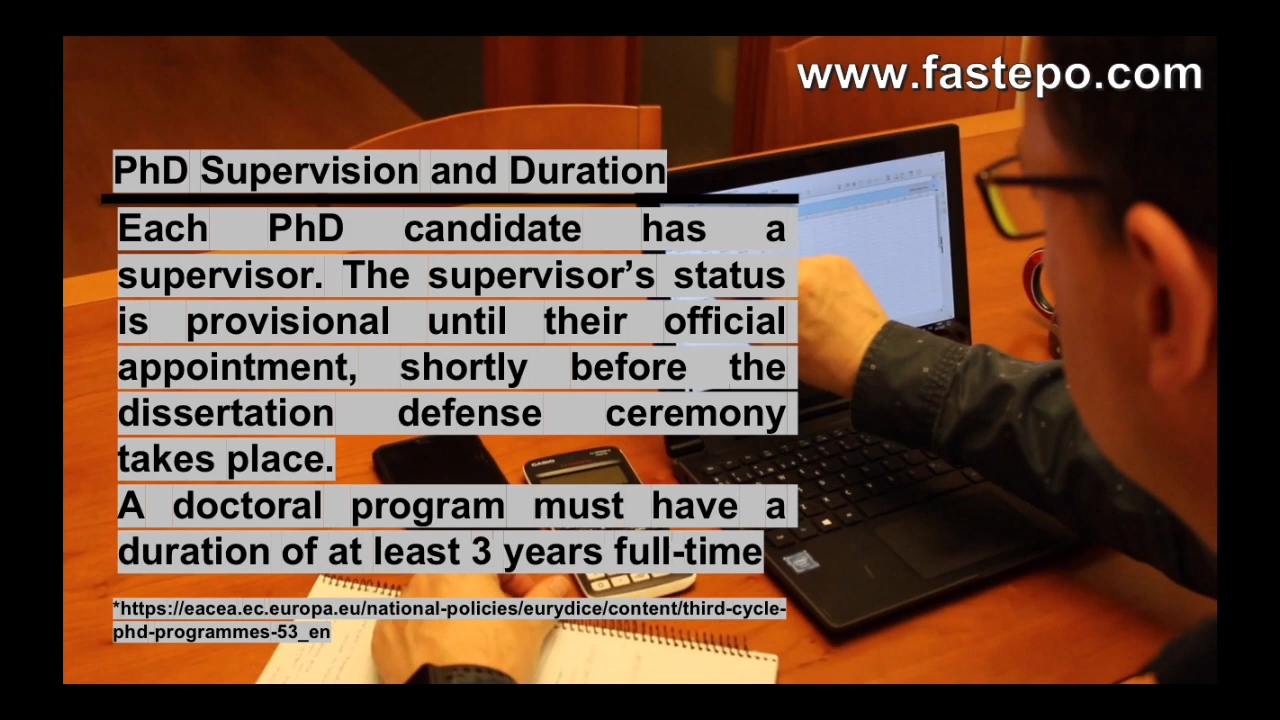 www.fastepo.com
PhD Supervision and Duration
Each PhD candidate has a
supervisor. The supervisor’s status
is provisional until their official
appointment, shortly before the
dissertation defense ceremony
takes place.
A doctoral program must have a
duration of at least 3 years full-time
*https://eacea.ec.europa.eu/national-policies/eurydice/content/third-cycle-
phd-programmes-53_en
CASIO